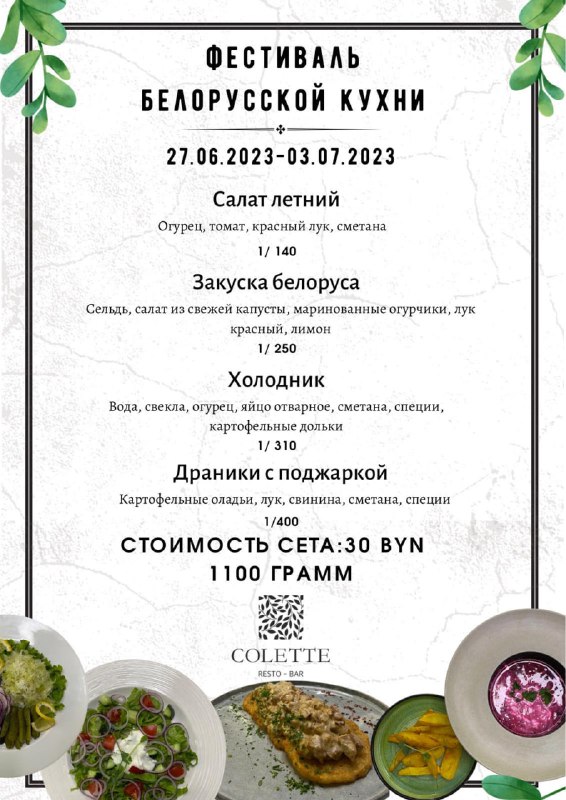 ФЕСТИВАЛЬ
БЕЛОРУССКОЙ КУХНИ
27.06.2023-03.07.2023
Салат летний
Огурец, томат, красный лук, сметана
1/ 140
Закуска белоруса
Сельдь, салат из свежей капусты, маринованные огурчики, лук
красный, лимон
1/ 250
Холодник
Вода, свекла, огурец, яйцо отварное, сметана, специи,
картофельные дольки
1/ 310
Драники с поджаркой
Картофельные оладьи, лук, свинина, сметана, специи
1/400
СТОИМОСТЬ СЕТА:30 BYN
1100 ГРАММ
COLETTE
RESTO - BAR